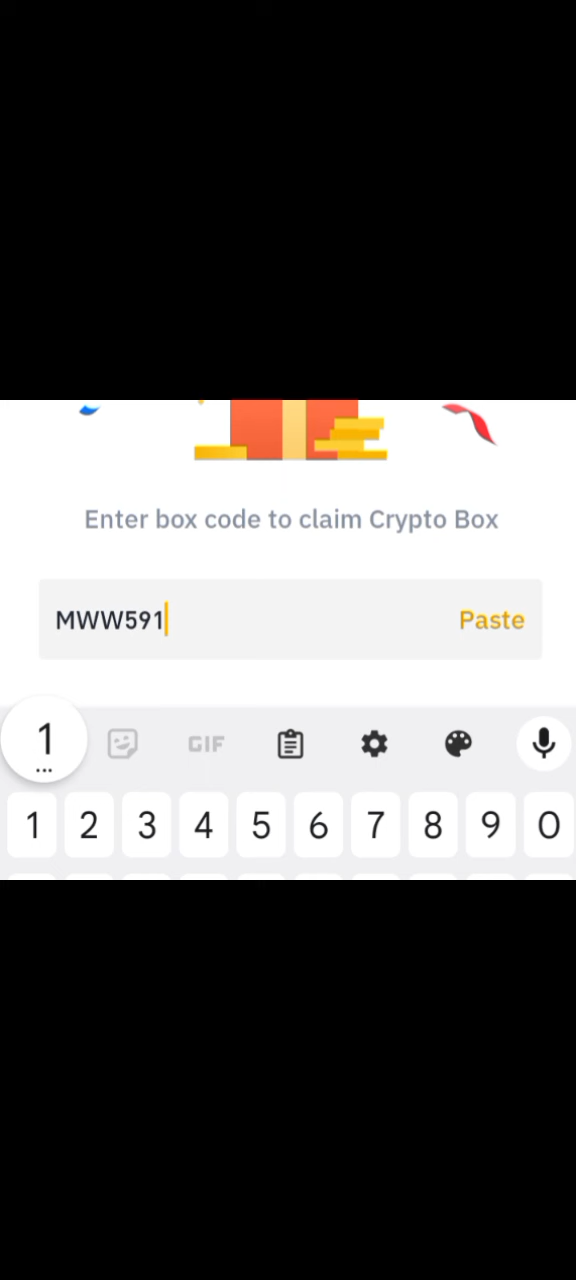 Enter box code to claim Crypto Box
MWW591
Paste
1
...
GIF
1 2 3 4 5 6 7 8 9 0